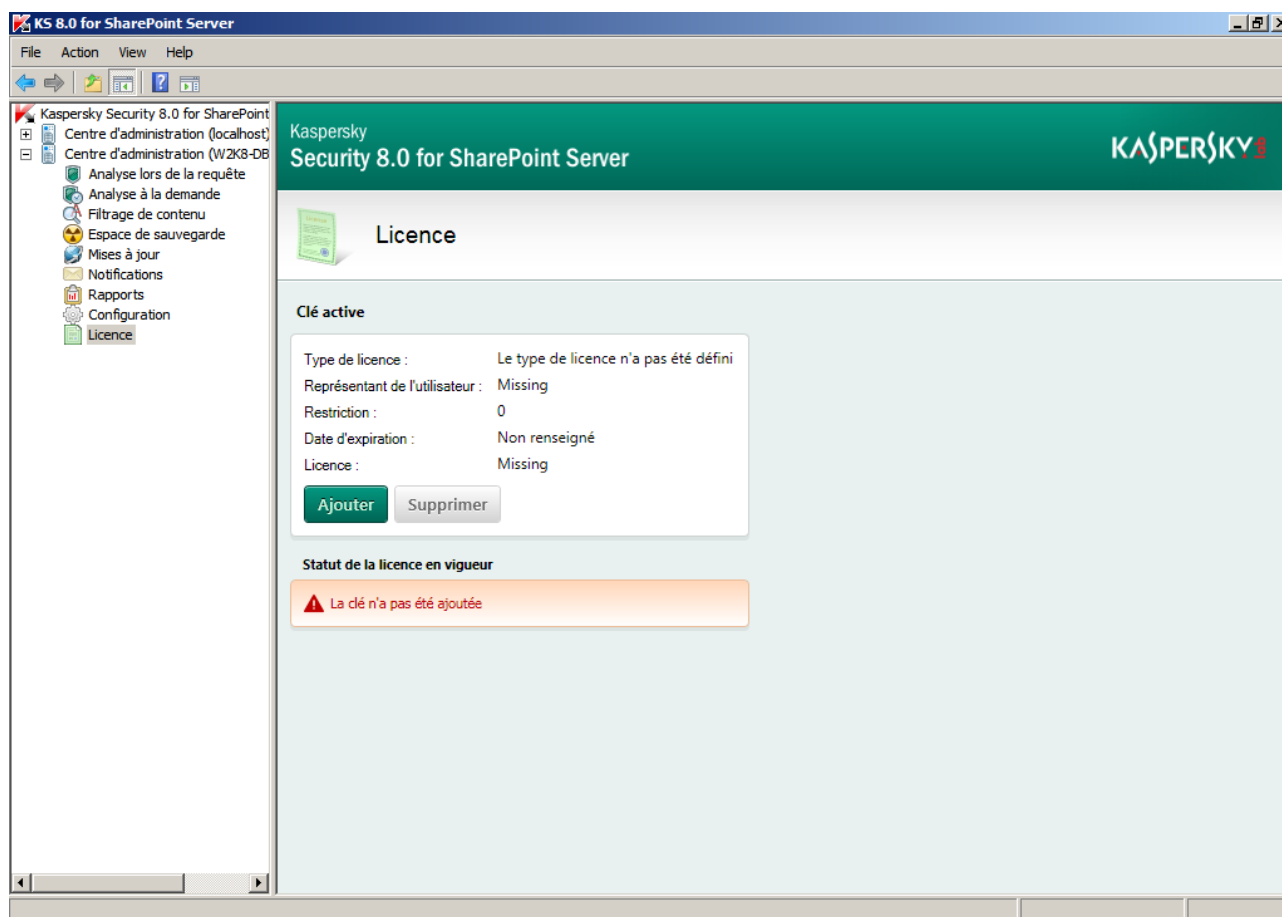 KS 8.0 for SharePoint Server
File Action View Help
Kaspersky Security 8.0 for SharePoint
Centre d'administration (localhost)
Centre d'administration (W2K8-DB
Analyse lors de la requête
Analyse à la demande
Filtrage de contenu
Espace de sauvegarde
Mises à jour
Notifications
Rapports
Configuration
Licence
Kaspersky
Security 8.0 for SharePoint Server
KASPERSKY lab
Licence
Clé active
Type de licence : Le type de licence n'a pas été défini
Représentant de l'utilisateur : Missing
Restriction : 0
Date d'expiration : Non renseigné
Licence : Missing
Ajouter Supprimer
Statut de la licence en vigueur
La clé n'a pas été ajoutée